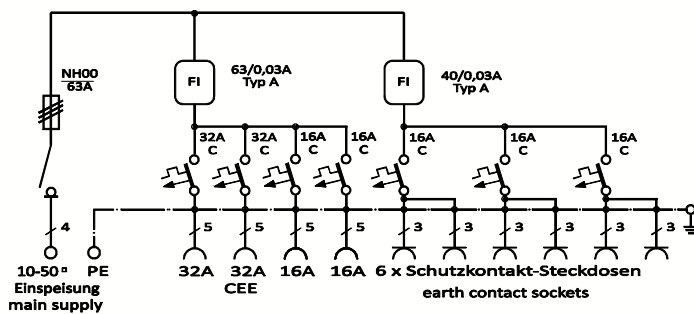 NH00
63A
FI
63/0,03A
Typ A
FI
40/0,03A
Typ A
32A
C
32A
C
16A
C
16A
C
16A
C
16A
C
16A
C
4
5
5
5
5
3
3
3
3
3
3
10-50¤
Einspeisung
main supply
PE
32A
32A
16A
16A
CEE
6 x Schutzkontakt-Steckdosen
earth contact sockets